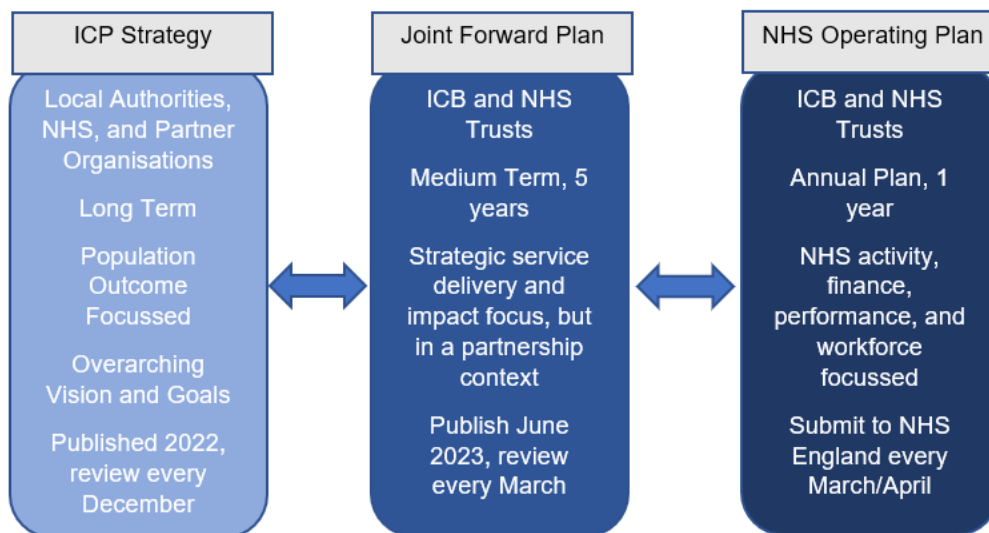 ICP Strategy
Local Authorities,
NHS, and Partner
Organisations
Long Term
Population
Outcome
Focussed
Overarching
Vision and Goals
Published 2022,
review every
December
Joint Forward Plan
ICB and NHS
Trusts
Medium Term, 5
years
Strategic service
delivery and
impact focus, but
in a partnership
context
Publish June
2023, review
every March
NHS Operating Plan
ICB and NHS
Trusts
Annual Plan, 1
year
NHS activity,
finance,
performance, and
workforce
focussed
Submit to NHS
England every
March/April